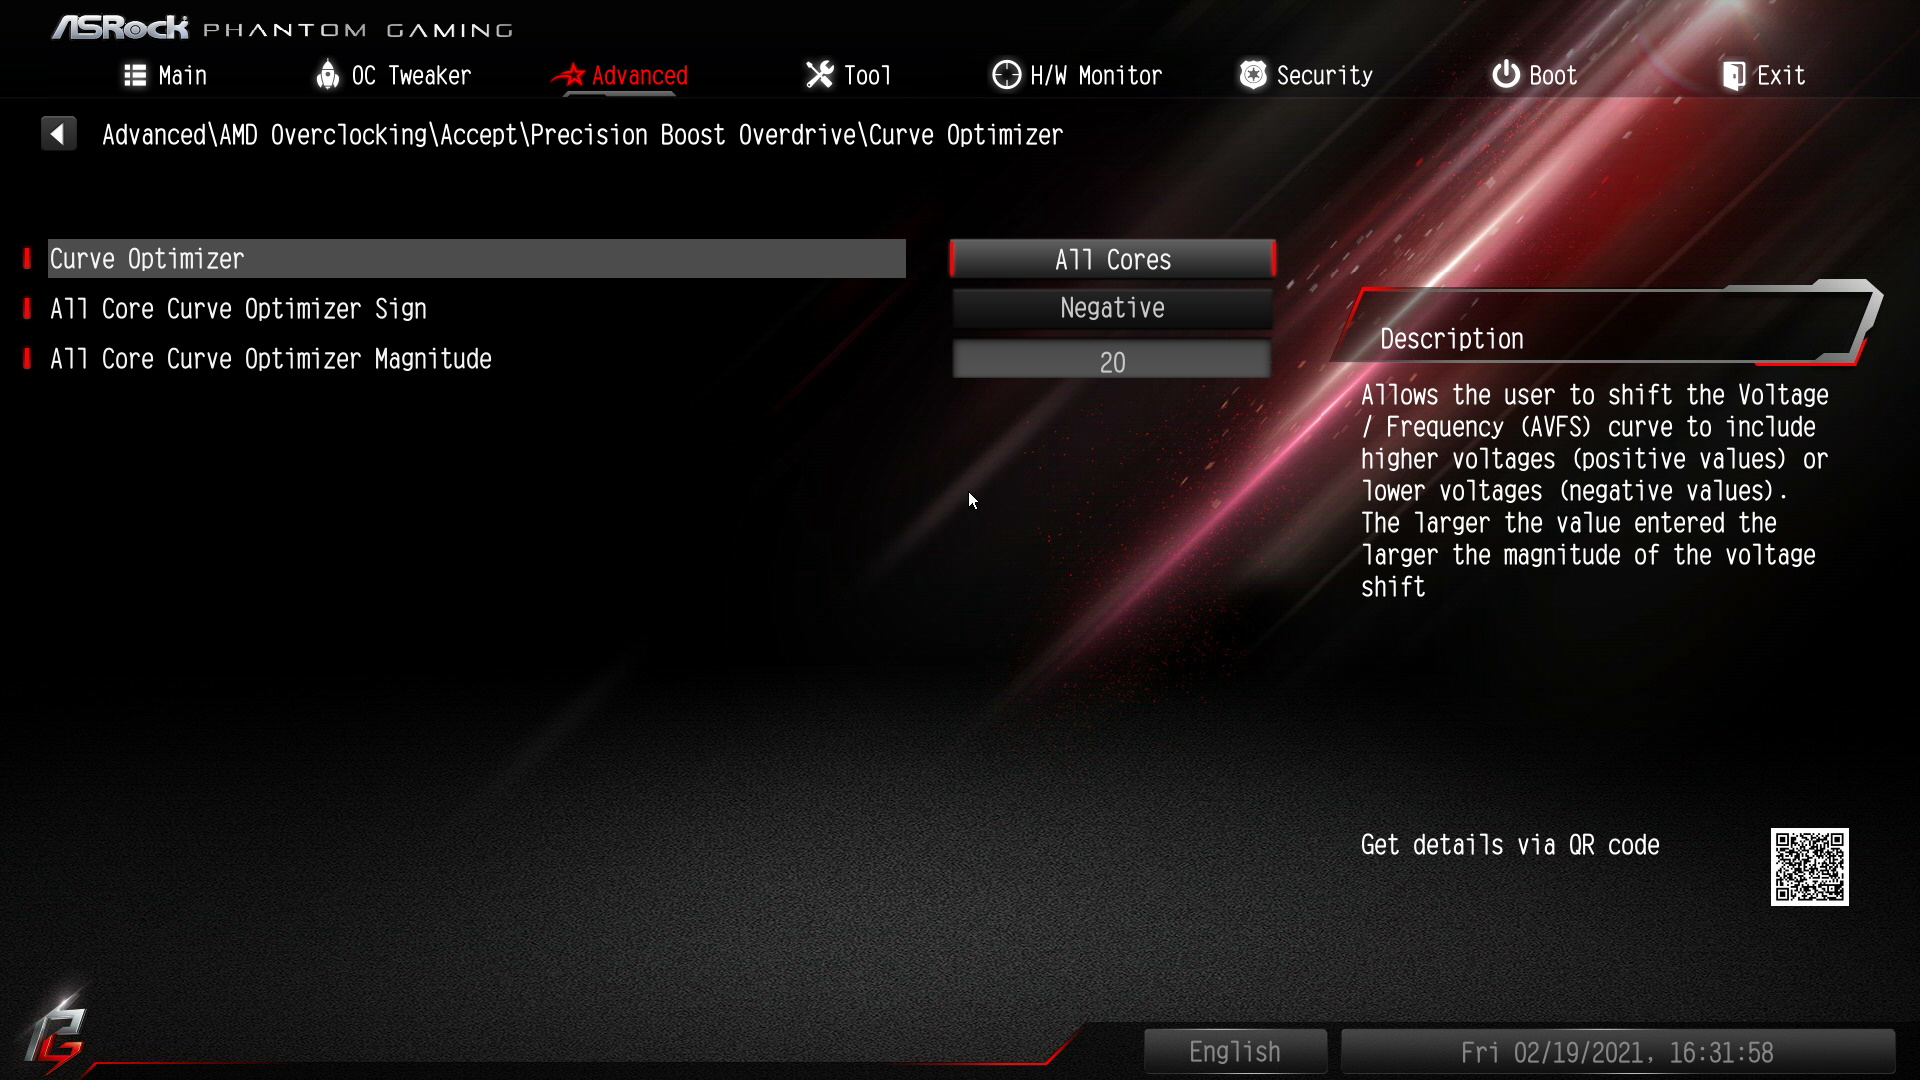 ASRock PHANTOM GAMING
Main OC Tweaker Advanced Tool H/W Monitor Security Boot Exit
Advanced\AMD Overclocking\Accept\Precision Boost Overdrive\Curve Optimizer
Curve Optimizer All Cores
All Core Curve Optimizer Sign Negative
All Core Curve Optimizer Magnitude 20
Description
Allows the user to shift the Voltage
/ Frequency (AVFS) curve to include
higher voltages (positive values) or
lower voltages (negative values).
The larger the value entered the
larger the magnitude of the voltage
shift
Get details via QR code
English Fri 02/19/2021, 16:31:58